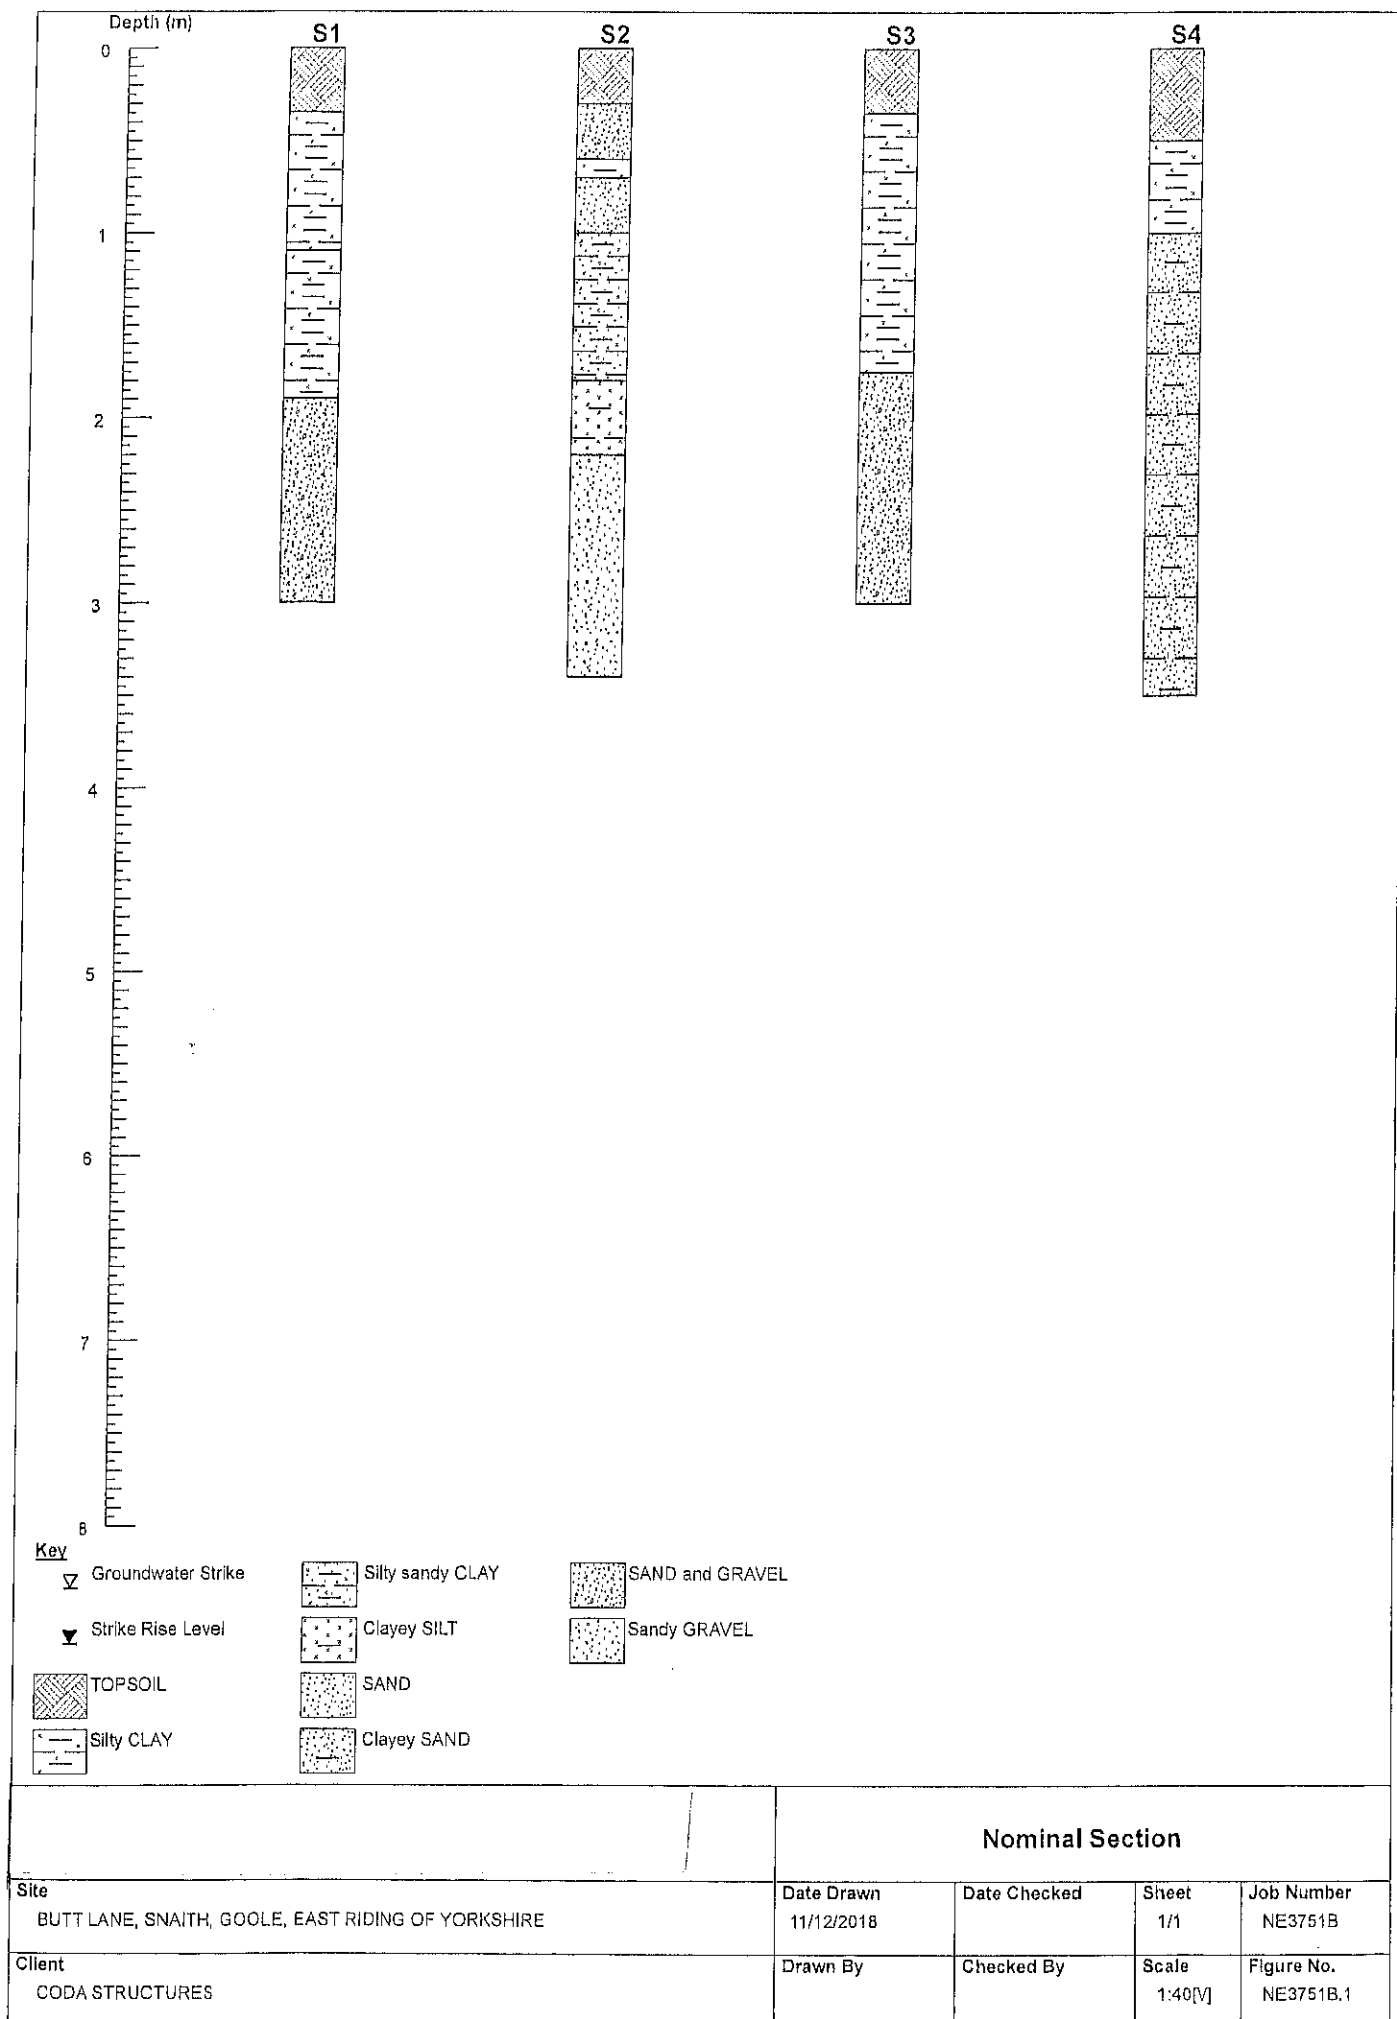 Depth (m)
S1
S2
S3
S4
0
1
2
3
4
5
6
7
8
Key
Groundwater Strike
Strike Rise Level
TOPSOIL
Silty CLAY
Silty sandy CLAY
Clayey SILT
SAND
Clayey SAND
SAND and GRAVEL
Sandy GRAVEL
Nominal Section
Site
BUTT LANE, SNAITH, GOOLE, EAST RIDING OF YORKSHIRE
Date Drawn
11/12/2018
Date Checked
Sheet
1/1
Job Number
NE3751B
Client
CODA STRUCTURES
Drawn By
Checked By
Scale
1:40[V]
Figure No.
NE3751B.1